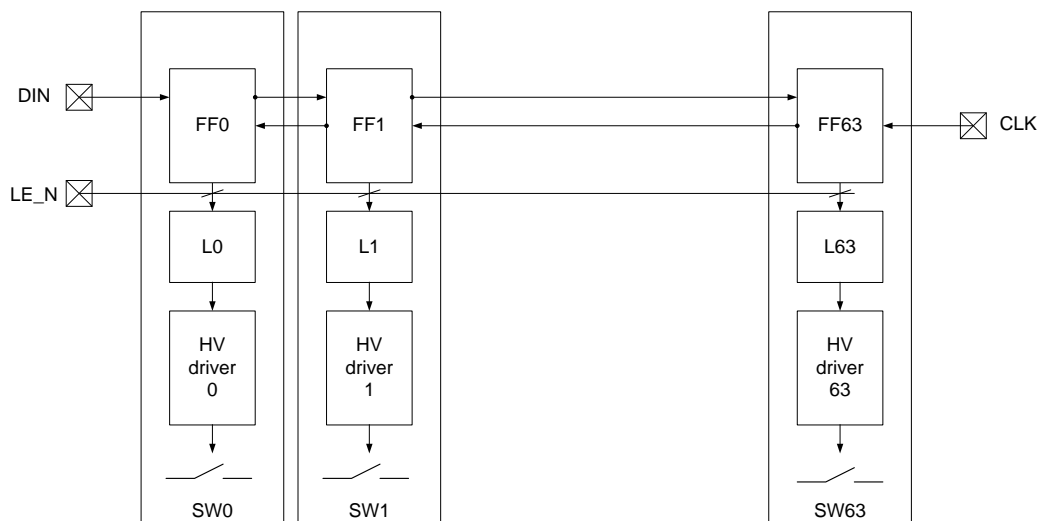 DIN
FF0
FF1
FF63
CLK
LE_N
L0
L1
L63
HV
driver
0
HV
driver
1
HV
driver
63
SW0
SW1
SW63